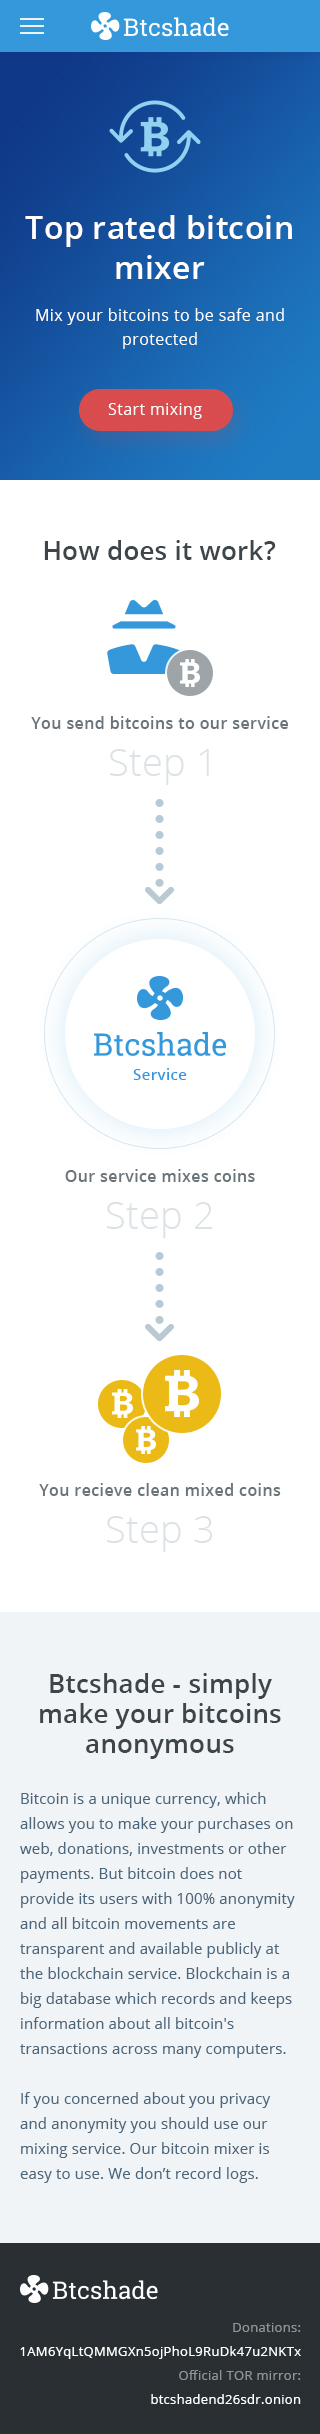 Btcshade
Top rated bitcoin
mixer
Mix your bitcoins to be safe and
protected
Start mixing
How does it work?
You send bitcoins to our service
Step 1
Btcshade
Service
Our service mixes coins
Step 2
You recieve clean mixed coins
Step 3
Btcshade - simply
make your bitcoins
anonymous
Bitcoin is a unique currency, which
allows you to make your purchases on
web, donations, investments or other
payments. But bitcoin does not
provide its users with 100% anonymity
and all bitcoin movements are
transparent and available publicly at
the blockchain service. Blockchain is a
big database which records and keeps
information about all bitcoin's
transactions across many computers.
If you concerned about you privacy
and anonymity you should use our
mixing service. Our bitcoin mixer is
easy to use. We don’t record logs.
Btcshade
Donations:
1AM6YqLtQMMGXn5ojPhoL9RuDk47u2NKTx
Official TOR mirror:
btcshadend26sdr.onion